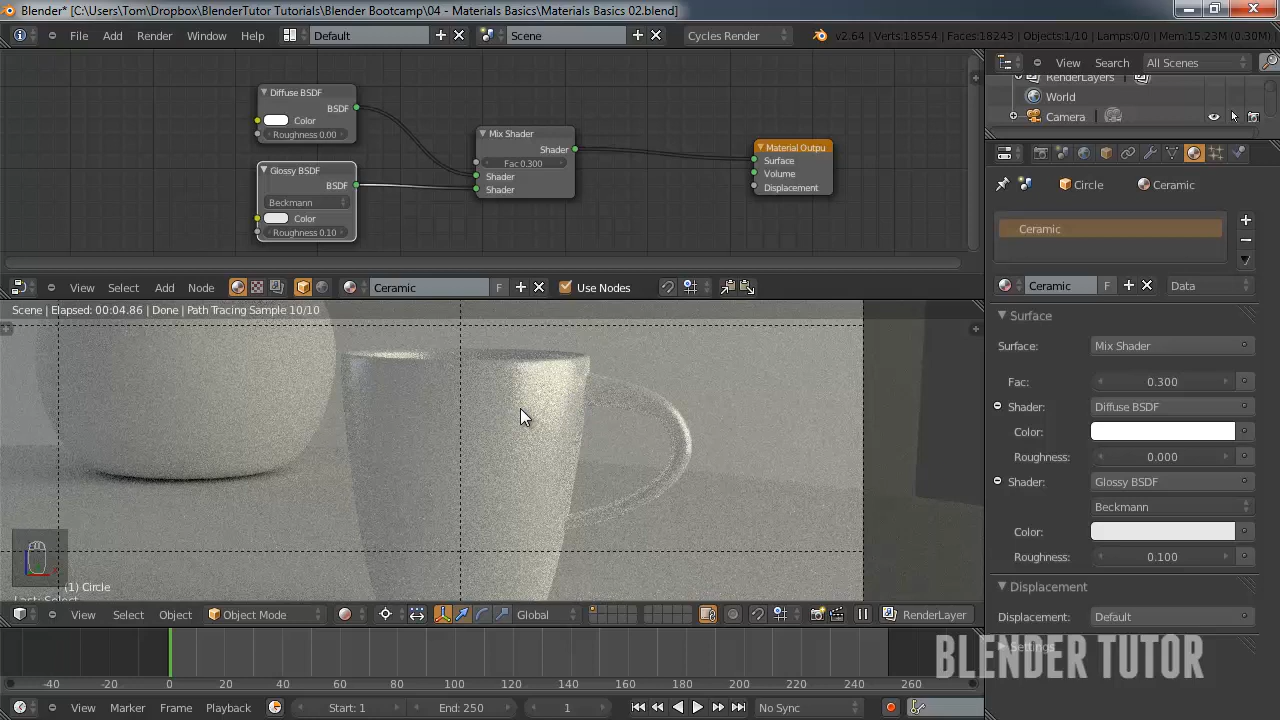 Blender* [C:\Users\Tom\Dropbox\BlenderTutor Tutorials\Blender Bootcamp\04 - Materials Basics\Materials Basics 02.blend]
File Add Render Window Help Default Scene Cycles Render v2.64 | Verts:18554 | Faces:18243 | Objects:1/10 | Lamps:0/0 | Mem:15.23M (0.30M)
View Search All Scenes
RenderLayers
World
Camera
Diffuse BSDF
BSDF
Color
Roughness 0.00
Glossy BSDF
BSDF
Beckmann
Color
Roughness 0.10
Mix Shader
Shader
Fac 0.300
Shader
Shader
Material Outpu
Surface
Volume
Displacement
Circle Ceramic
Ceramic
Ceramic F Data
View Select Add Node Ceramic F Use Nodes
Scene | Elapsed: 00:04.86 | Done | Path Tracing Sample 10/10
Surface
Surface: Mix Shader
Fac: 0.300
Shader: Diffuse BSDF
Color:
Roughness: 0.000
Shader: Glossy BSDF
Beckmann
Color:
Roughness: 0.100
Displacement
Displacement: Default
Settings
(1) Circle
Last: Select
View Select Object Object Mode Global RenderLayer
BLENDER TUTOR
-40 -20 0 20 40 60 80 100 120 140 160 180 200 220 240 260
View Marker Frame Playback Start: 1 End: 250 1 No Sync